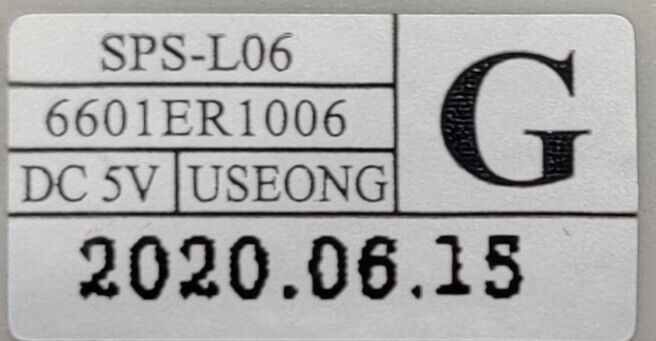 SPS-L06
G
6601ER1006
DC 5V USEONG
2020.06.15